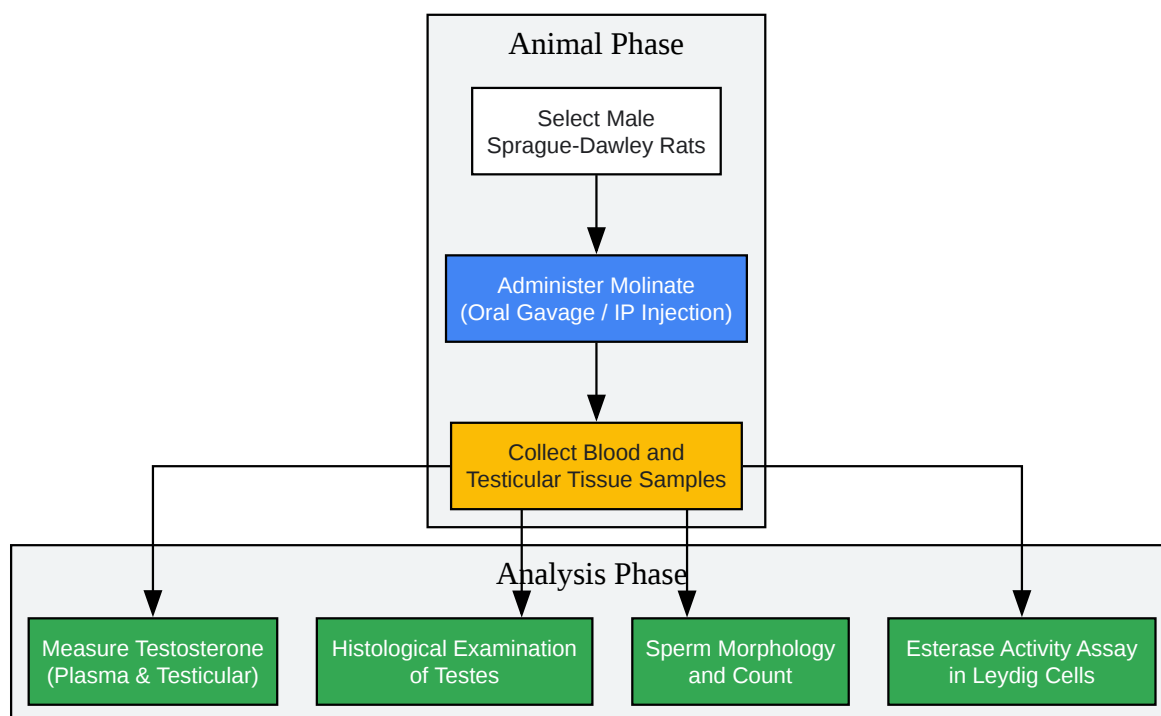 Animal Phase
Select Male
Sprague-Dawley Rats
Administer Molinate
(Oral Gavage / IP Injection)
Collect Blood and
Testicular Tissue Samples
Analysis Phase
Measure Testosterone
(Plasma & Testicular)
Histological Examination
of Testes
Sperm Morphology
and Count
Esterase Activity Assay
in Leydig Cells